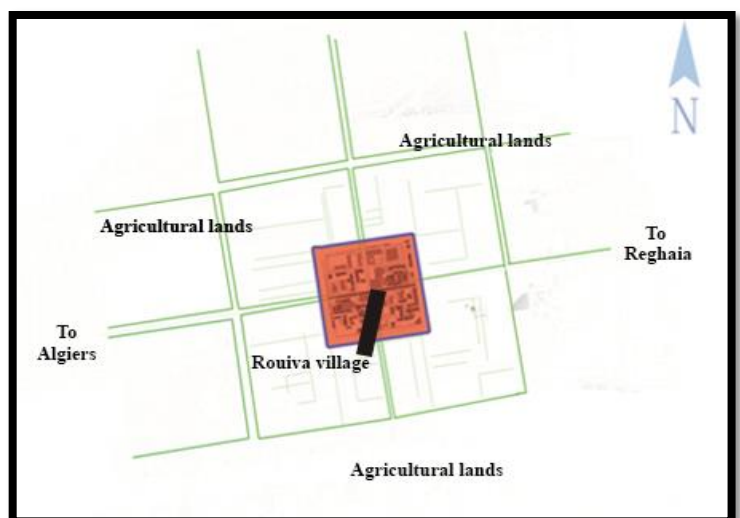 N
Agricultural lands
Agricultural lands
To
Reghaia
To
Algiers
Rouiva village
Agricultural lands